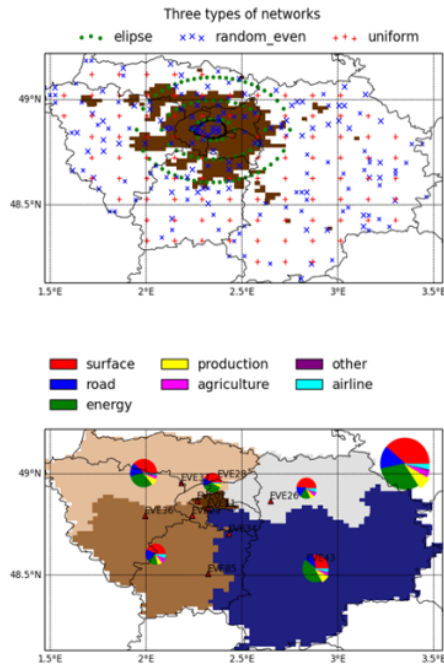 Three types of networks
elipse random_even uniform
49°N
48.5°N
1.5°E 2°E 2.5°E 3°E 3.5°E
surface production other
road agriculture airline
energy
49°N
EVE28
EVE26
EVE43
48.5°N
EVE85
1.5°E 2°E 2.5°E 3°E 3.5°E